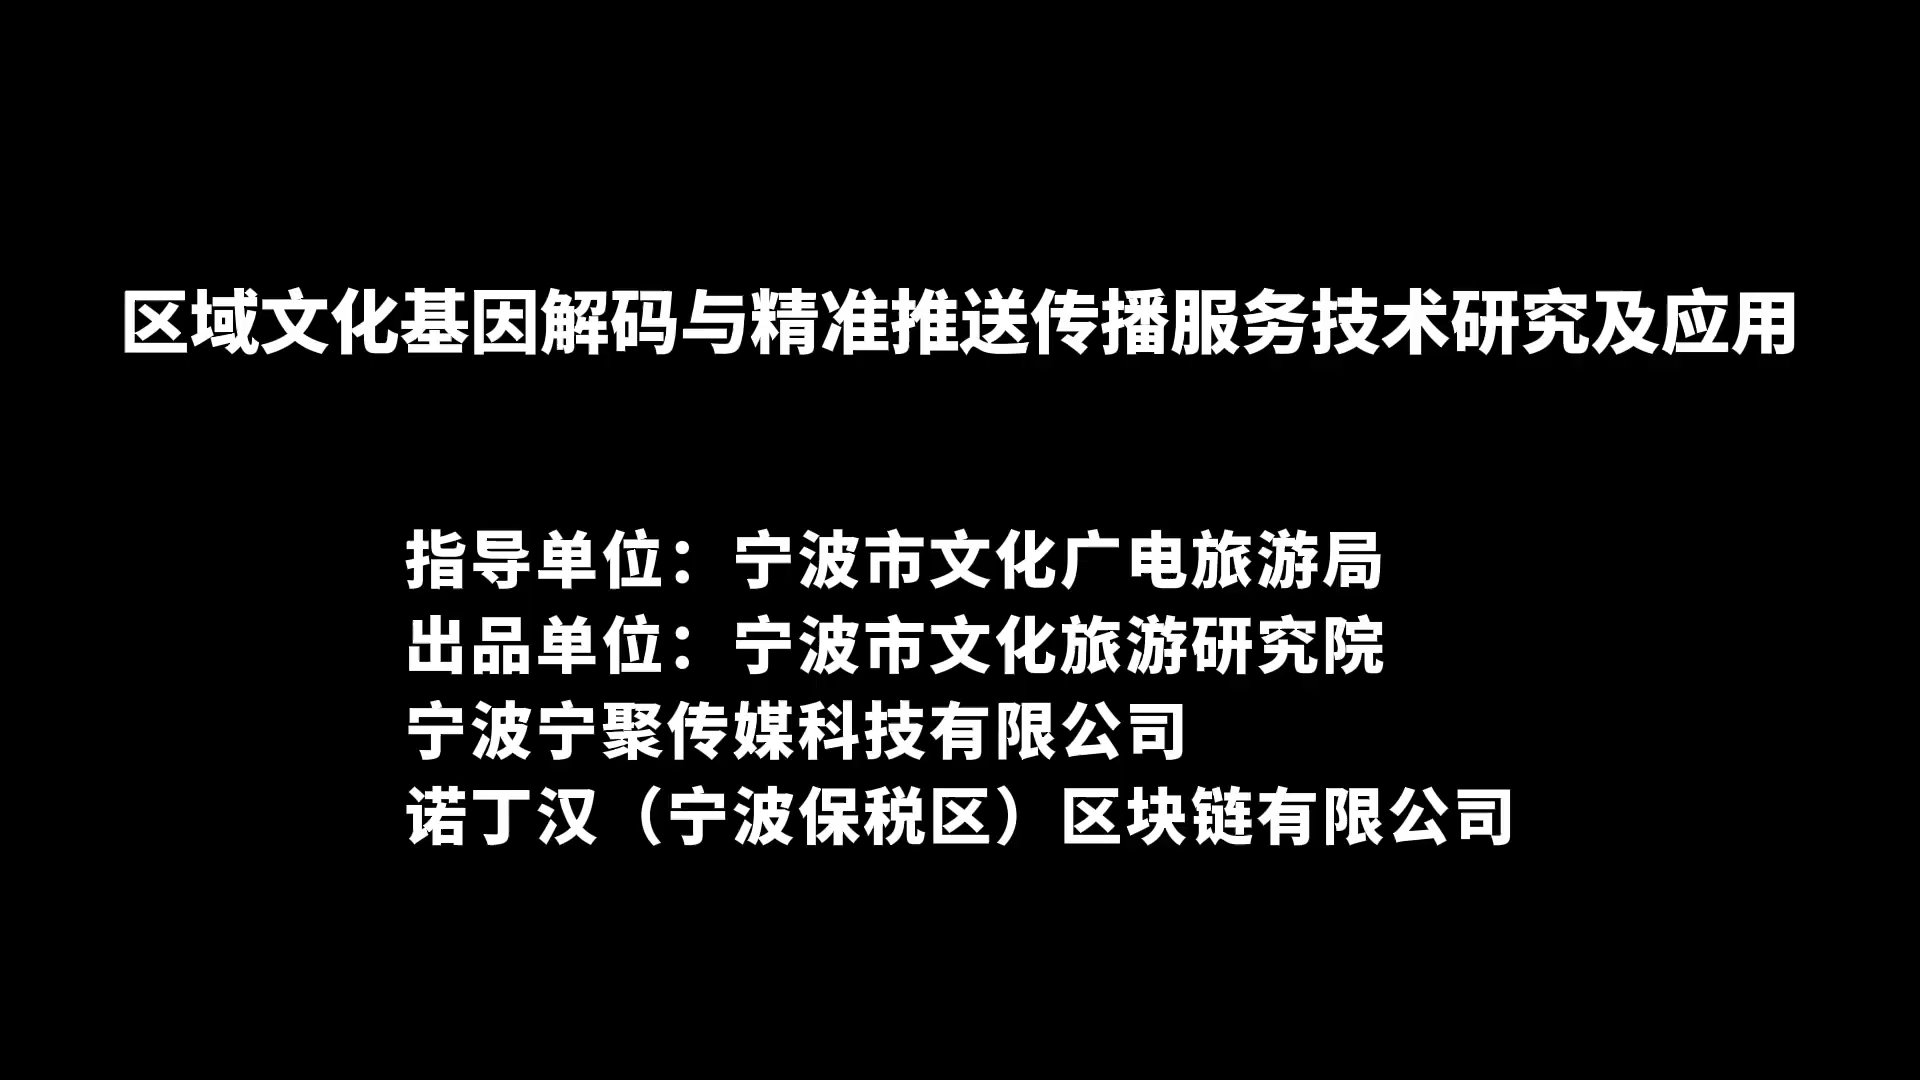 区域文化基因解码与精准推送传播服务技术研究及应用
指导单位：宁波市文化广电旅游局
出品单位：宁波市文化旅游研究院
宁波宁聚传媒科技有限公司
诺丁汉（宁波保税区）区块链有限公司